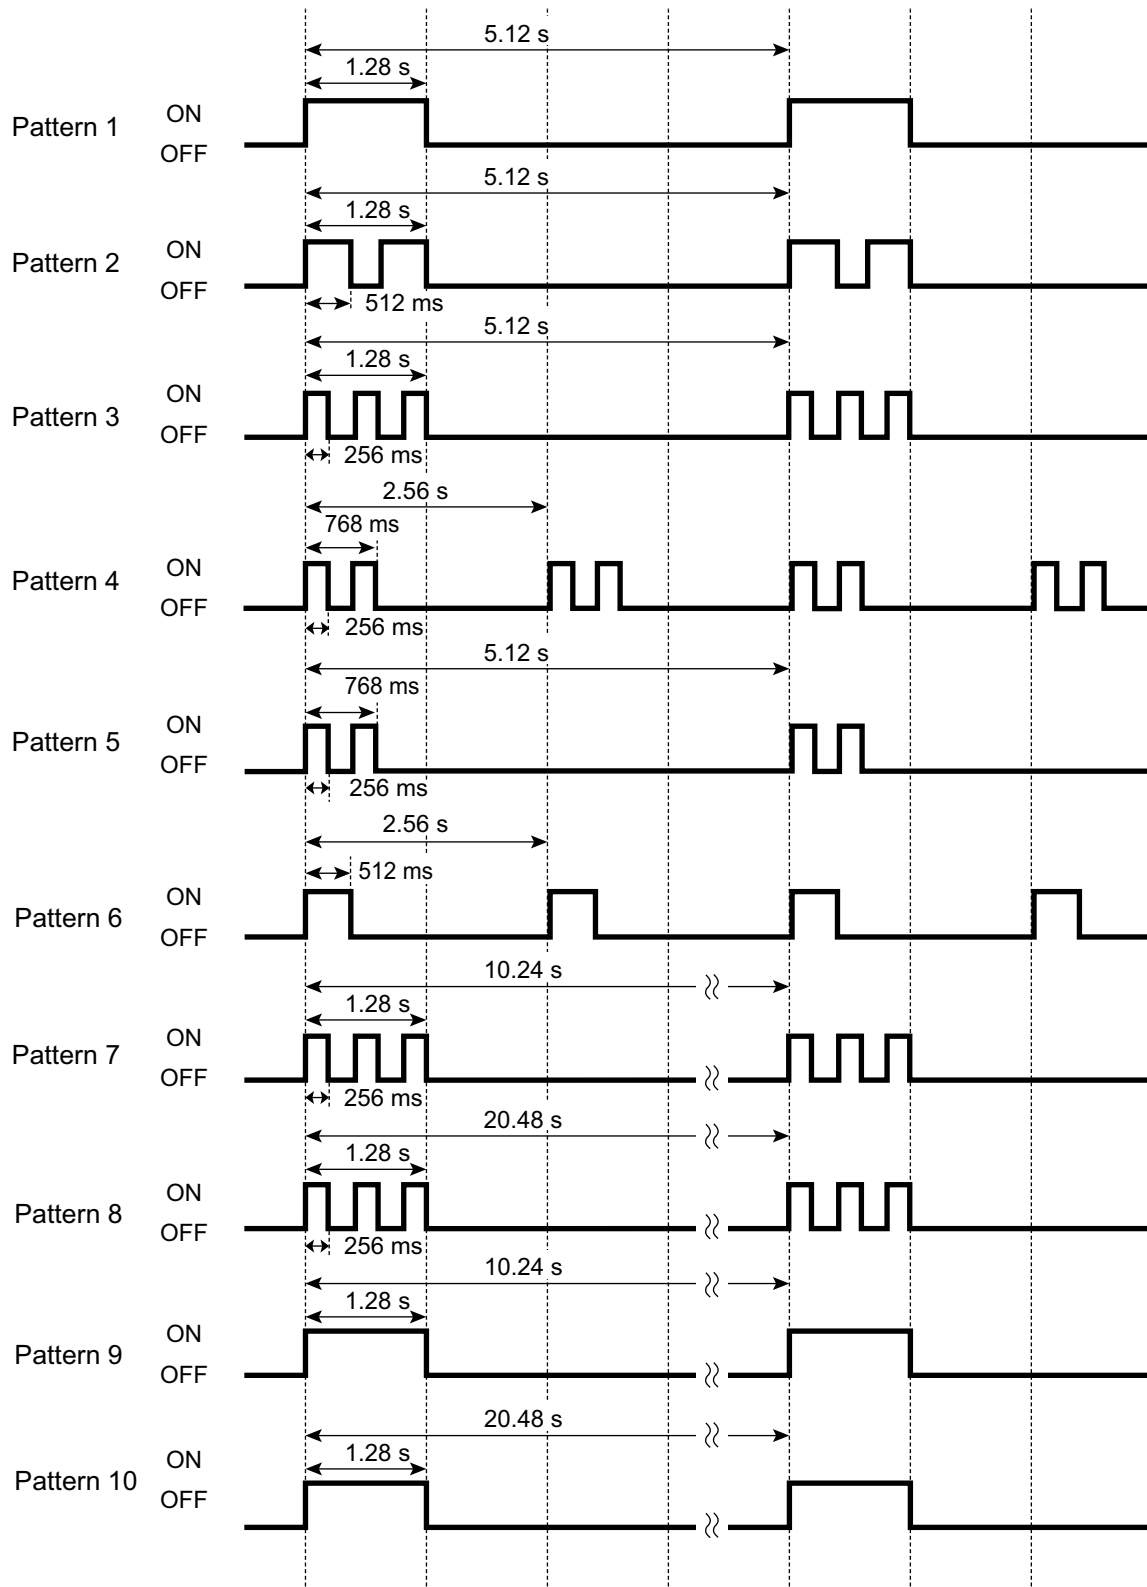 5.12 s
1.28 s
Pattern 1 ON
OFF
5.12 s
1.28 s
Pattern 2 ON
OFF
512 ms
5.12 s
1.28 s
Pattern 3 ON
OFF
256 ms
2.56 s
768 ms
Pattern 4 ON
OFF
256 ms
5.12 s
768 ms
Pattern 5 ON
OFF
256 ms
2.56 s
512 ms
Pattern 6 ON
OFF
10.24 s
1.28 s
Pattern 7 ON
OFF
256 ms
20.48 s
1.28 s
Pattern 8 ON
OFF
256 ms
10.24 s
1.28 s
Pattern 9 ON
OFF
20.48 s
1.28 s
Pattern 10 ON
OFF